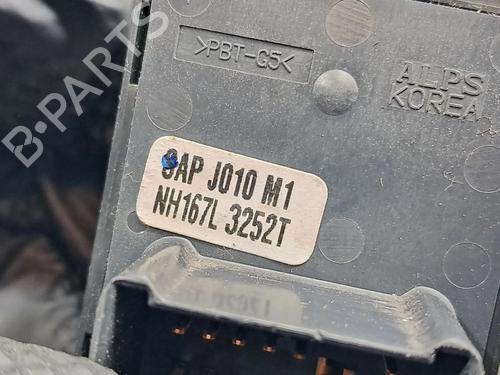 >PBT-G5<
ALPS
KOREA
SAP J010 M1
NH167L 3252T
B-PARTS